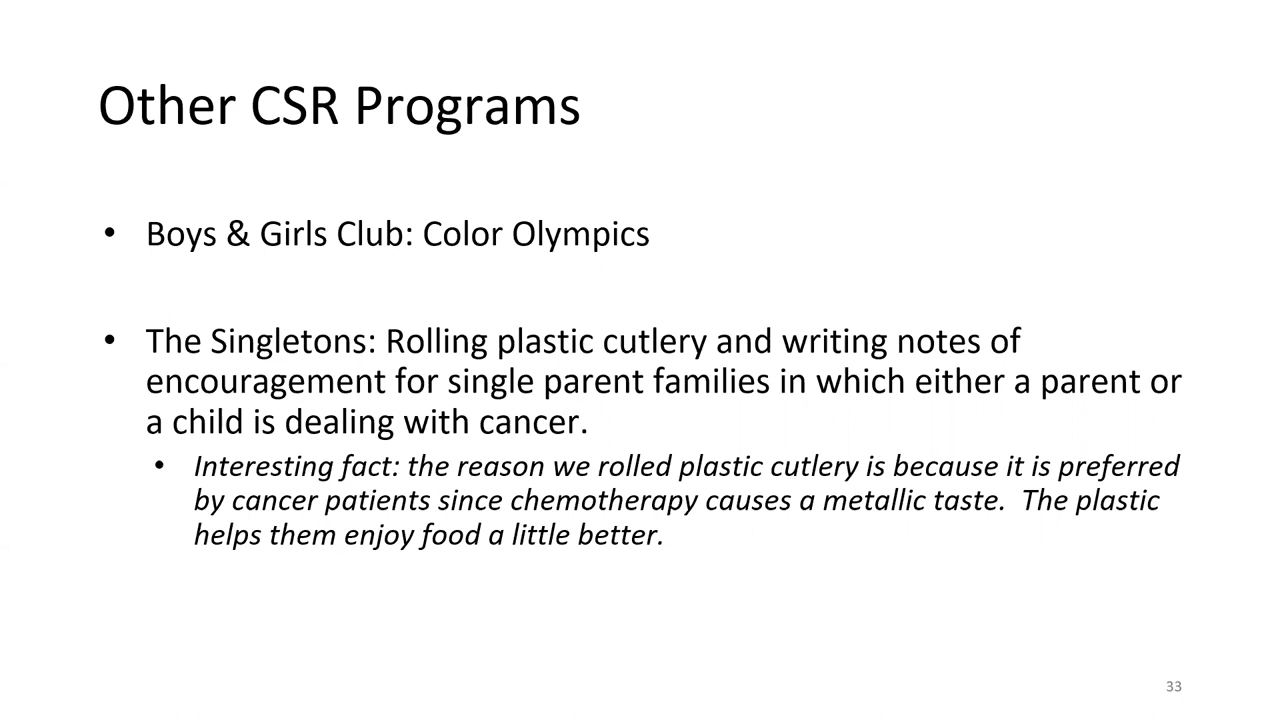 Other CSR Programs
• Boys & Girls Club: Color Olympics
• The Singletons: Rolling plastic cutlery and writing notes of
encouragement for single parent families in which either a parent or
a child is dealing with cancer.
• Interesting fact: the reason we rolled plastic cutlery is because it is preferred
by cancer patients since chemotherapy causes a metallic taste.  The plastic
helps them enjoy food a little better.
33